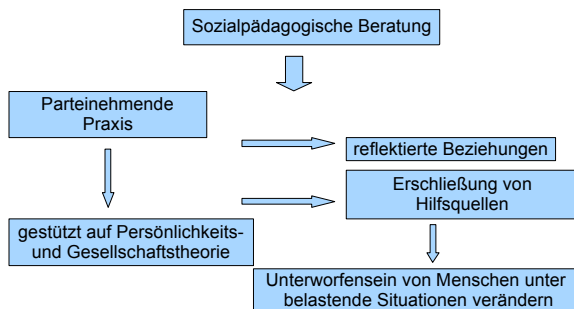 Sozialpädagogische Beratung
Parteinehmende
Praxis
reflektierte Beziehungen
Erschließung von
Hilfsquellen
gestützt auf Persönlichkeits-
und Gesellschaftstheorie
Unterworfensein von Menschen unter
belastende Situationen verändern